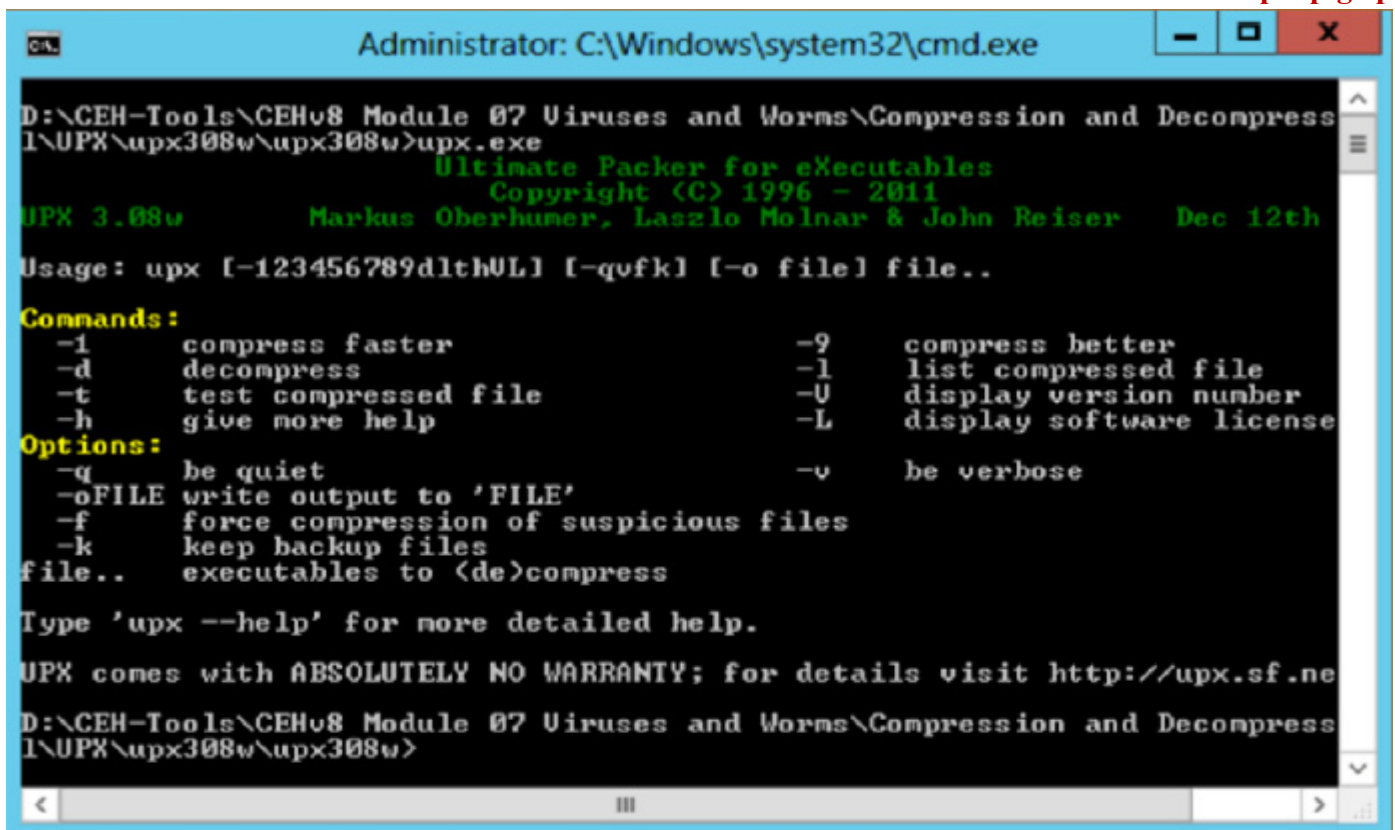 Administrator: C:\Windows\system32\cmd.exe
D:\CEH-Tools\CEHv8 Module 07 Viruses and Worms\Compression and Decompress
l\UPX\upx308w\upx308w>upx.exe
Ultimate Packer for eXecutables
Copyright (C) 1996 - 2011
UPX 3.08w Markus Oberhumer, Laszlo Molnar & John Reiser Dec 12th
Usage: upx [-123456789dlthVL] [-qvfk] [-o file] file..
Commands:
-1 compress faster -9 compress better
-d decompress -l list compressed file
-t test compressed file -V display version number
-h give more help -L display software license
Options:
-q be quiet -v be verbose
-oFILE write output to 'FILE'
-f force compression of suspicious files
-k keep backup files
file.. executables to (de)compress
Type 'upx --help' for more detailed help.
UPX comes with ABSOLUTELY NO WARRANTY; for details visit http://upx.sf.ne
D:\CEH-Tools\CEHv8 Module 07 Viruses and Worms\Compression and Decompress
l\UPX\upx308w\upx308w>